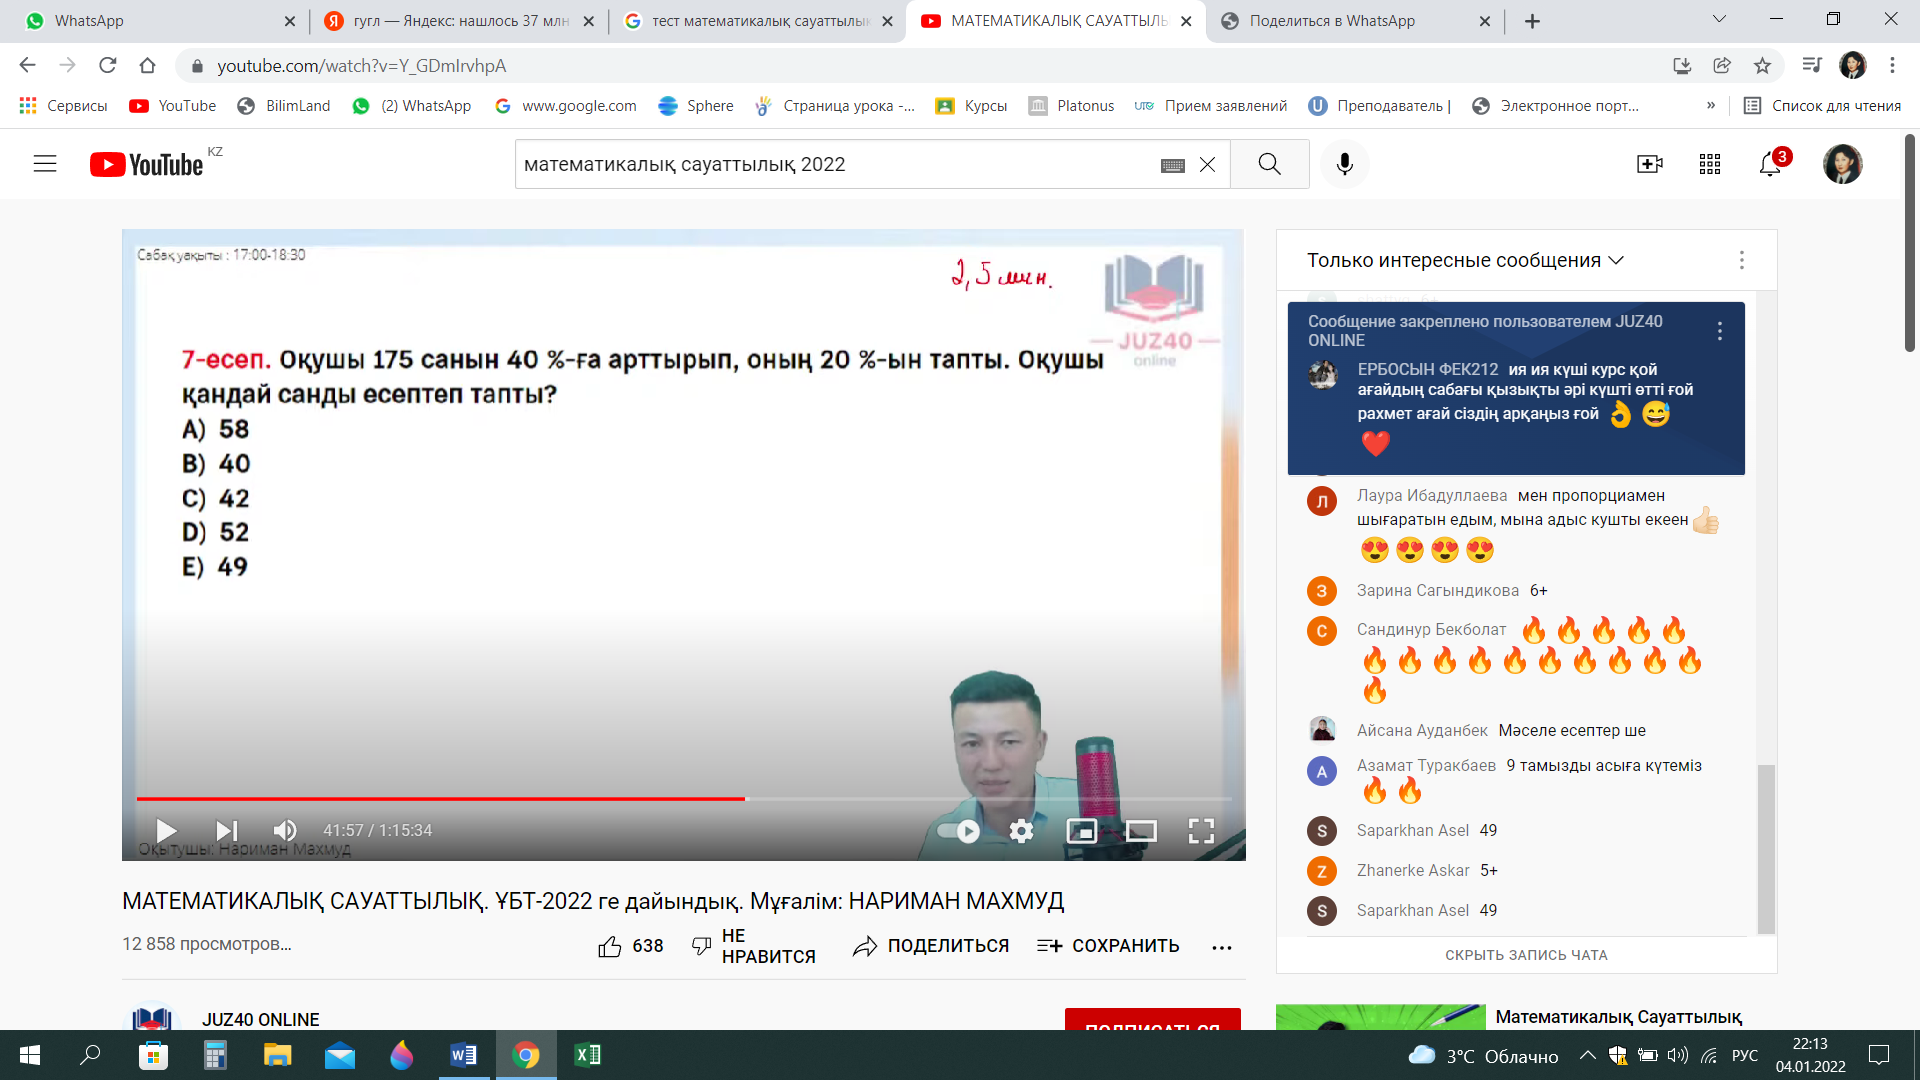 WhatsApp
гугл — Яндекс: нашлось 37 млн
тест математикалық сауаттылық
МАТЕМАТИКАЛЫҚ САУАТТЫЛЫ
Поделиться в WhatsApp
youtube.com/watch?v=Y_GDmIrvhpA
Сервисы
YouTube
BilimLand
(2) WhatsApp
www.google.com
Sphere
Страница урока -...
Курсы
Platonus
Прием заявлений
Преподаватель |
Электронное порт...
»
Список для чтения
YouTube KZ
математикалық сауаттылық 2022
3
Сабақ уақыты : 17:00-18:30
2,5 мин.
JUZ40
online
7-есеп. Оқушы 175 санын 40 %-ға арттырып, оның 20 %-ын тапты. Оқушы
қандай санды есептеп тапты?
A) 58
B) 40
C) 42
D) 52
E) 49
41:57 / 1:15:34
Оқытушы: Нариман Махмуд
МАТЕМАТИКАЛЫҚ САУАТТЫЛЫҚ. ҰБТ-2022 ге дайындық. Мұғалім: НАРИМАН МАХМУД
12 858 просмотров...
638
НЕ
НРАВИТСЯ
ПОДЕЛИТЬСЯ
СОХРАНИТЬ
JUZ40 ONLINE
ПОДПИСАТЬСЯ
Только интересные сообщения
Сообщение закреплено пользователем JUZ40
ONLINE
ЕРБОСЫН ФЕК212 ия ия күші курс қой
ағайдың сабағы қызықты әрі күшті өтті ғой
рахмет ағай сіздің арқаңыз ғой 👌 😅
❤️
Л Лаура Ибадуллаева мен пропорциамен
шығаратын едым, мына адыс кушты екеен 👍🏻
😍 😍 😍 😍
З Зарина Сагындикова 6+
С Сандинур Бекболат 🔥 🔥 🔥 🔥 🔥
🔥 🔥 🔥 🔥 🔥 🔥 🔥 🔥 🔥 🔥
🔥
Айсана Ауданбек Мәселе есептер ше
А Азамат Туракбаев 9 тамызды асыға күтеміз
🔥 🔥
S Saparkhan Asel 49
Z Zhanerke Askar 5+
S Saparkhan Asel 49
СКРЫТЬ ЗАПИСЬ ЧАТА
Математикалық Сауаттылық
3°C Облачно
РУС
22:13
04.01.2022